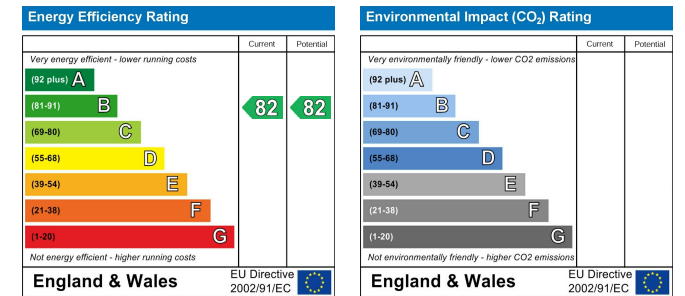 Energy Efficiency Rating
Current Potential
Very energy efficient - lower running costs
(92 plus) A
(81-91) B 82 82
(69-80) C
(55-68) D
(39-54) E
(21-38) F
(1-20) G
Not energy efficient - higher running costs
England & Wales
EU Directive
2002/91/EC
Environmental Impact (CO₂) Rating
Current Potential
Very environmentally friendly - lower CO2 emissions
(92 plus) A
(81-91) B
(69-80) C
(55-68) D
(39-54) E
(21-38) F
(1-20) G
Not environmentally friendly - higher CO2 emissions
England & Wales
EU Directive
2002/91/EC